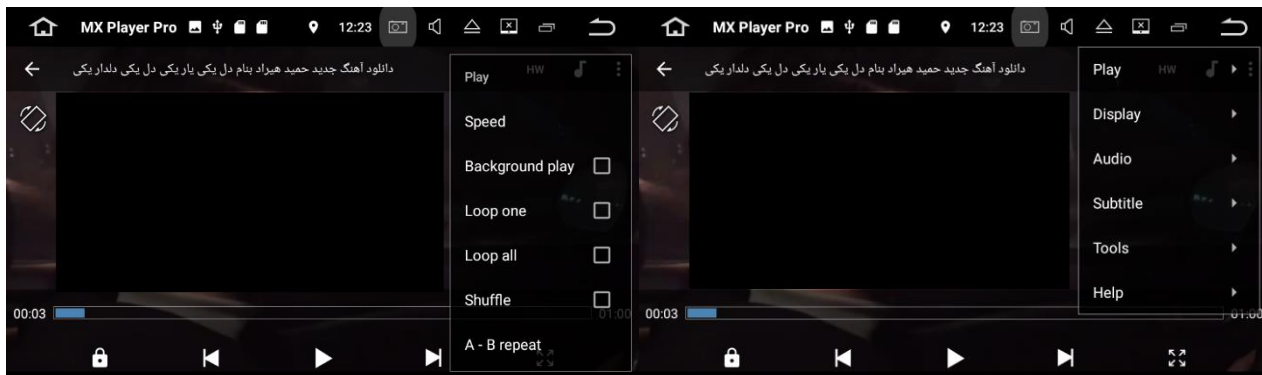 MX Player Pro 12:23
دانلود آهنگ جدید حمید هیراد بنام دل یکی یار یکی دل یکی دلدار یکی
HW
Play
Speed
Background play
Loop one
Loop all
Shuffle
A - B repeat
00:03 01:00
MX Player Pro 12:23
دانلود آهنگ جدید حمید هیراد بنام دل یکی یار یکی دل یکی دلدار یکی
Play HW
Display
Audio
Subtitle
Tools
Help
00:03 01:00